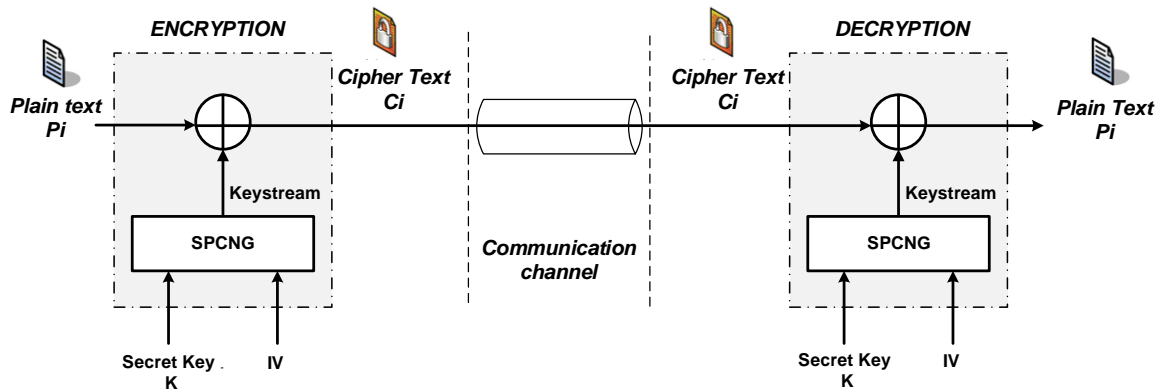 ENCRYPTION
DECRYPTION
Plain text
Pi
Cipher Text
Ci
Cipher Text
Ci
Plain Text
Pi
Keystream
Keystream
SPCNG
SPCNG
Communication
channel
Secret Key .
K
IV
Secret Key
K
IV